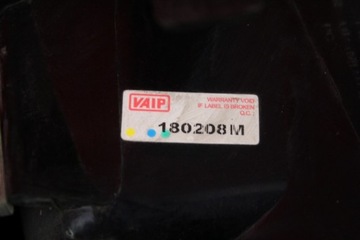 VAIP
WARRANTY VOID
IF LABEL IS BROKEN
Q.C.:
180208M